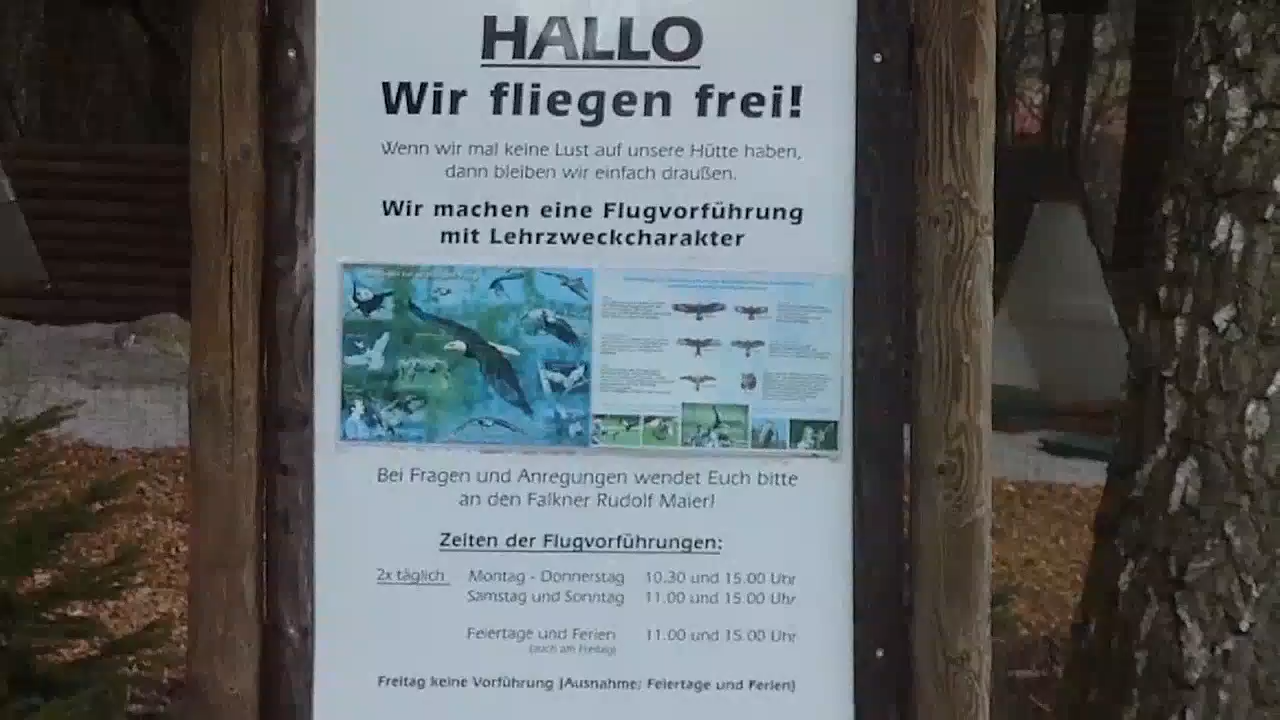 HALLO
Wir fliegen frei!
Wenn wir mal keine Lust auf unsere Hütte haben,
dann bleiben wir einfach draußen.
Wir machen eine Flugvorführung
mit Lehrzweckcharakter
Bei Fragen und Anregungen wendet Euch bitte
an den Falkner Rudolf Maier!
Zeiten der Flugvorführungen:
2x täglich Montag - Donnerstag 10.30 und 15.00 Uhr
Samstag und Sonntag 11.00 und 15.00 Uhr
Feiertage und Ferien 11.00 und 15.00 Uhr
(auch am Freitag)
Freitag keine Vorführung (Ausnahme: Feiertage und Ferien)